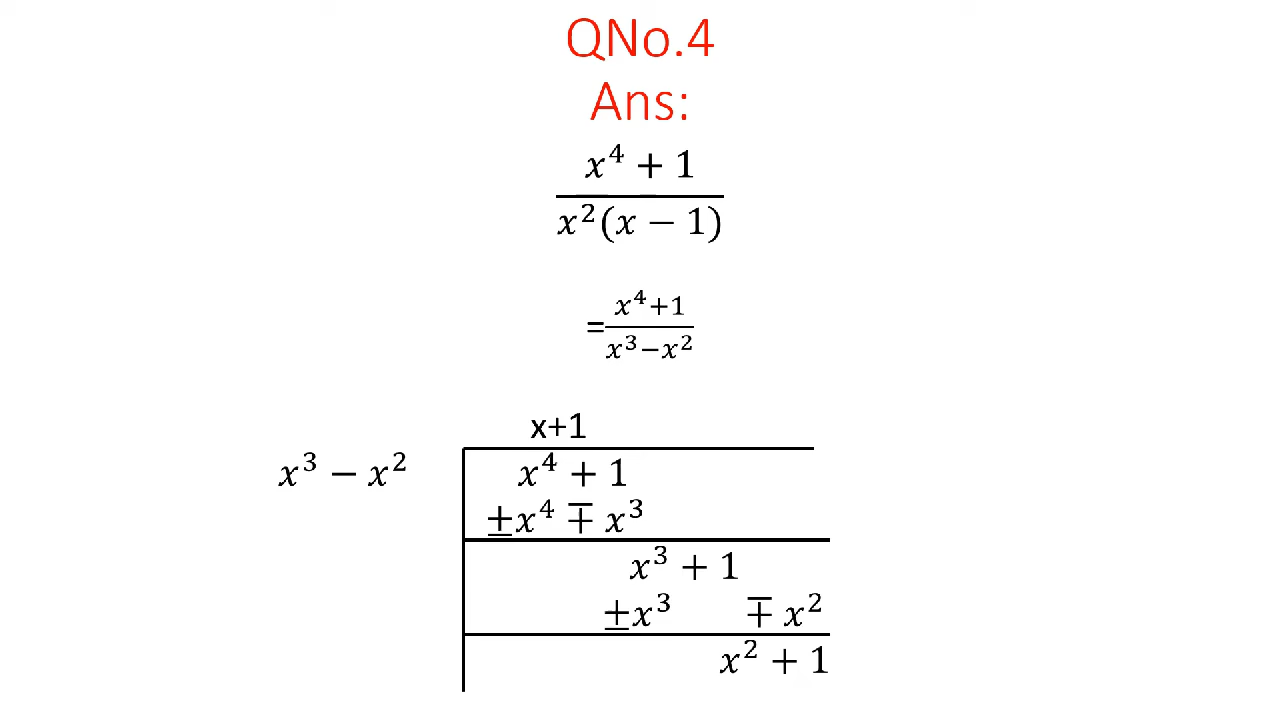 QNo.4
Ans:
x⁴ + 1
x²(x − 1)
=x⁴+1
x³−x²
x+1
x³ − x² x⁴ + 1
±x⁴ ∓ x³
x³ + 1
±x³ ∓ x²
x² + 1